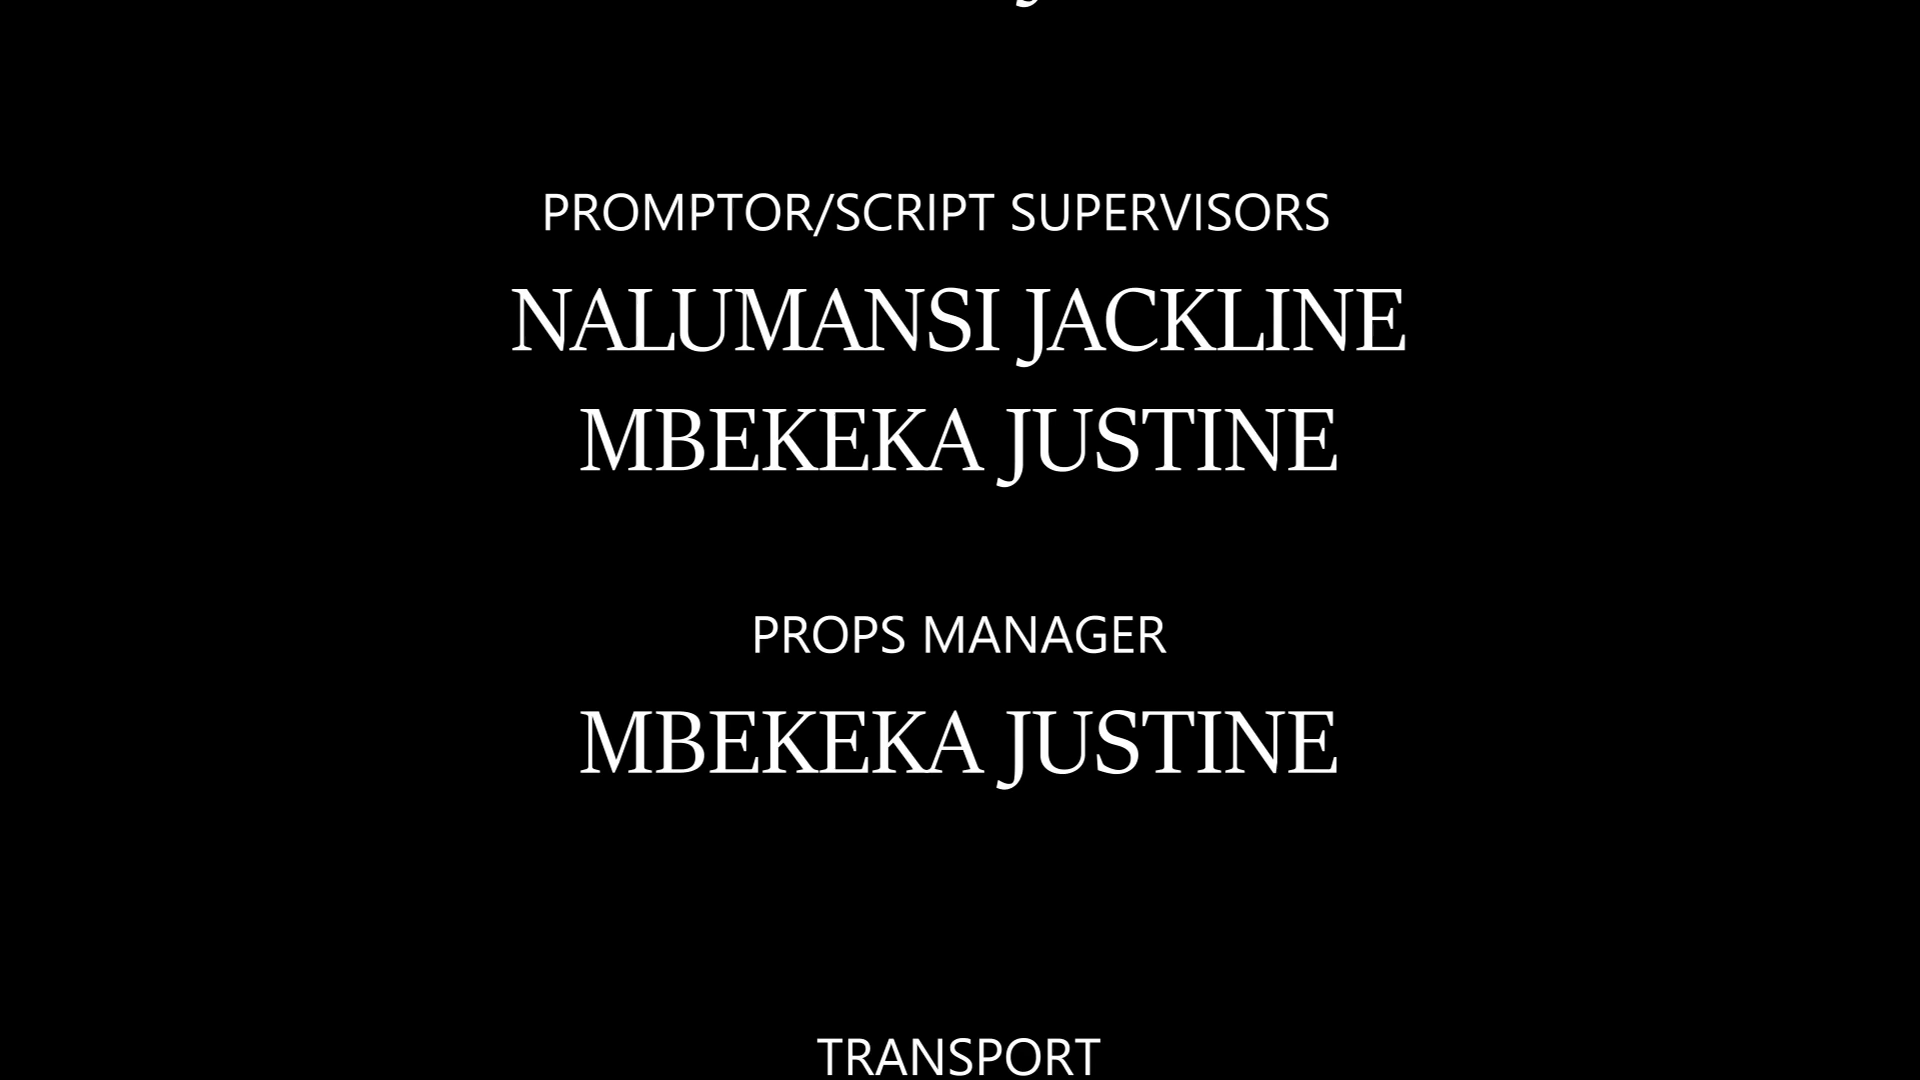 PROMPTOR/SCRIPT SUPERVISORS
NALUMANSI JACKLINE
MBEKEKA JUSTINE
PROPS MANAGER
MBEKEKA JUSTINE
TRANSPORT